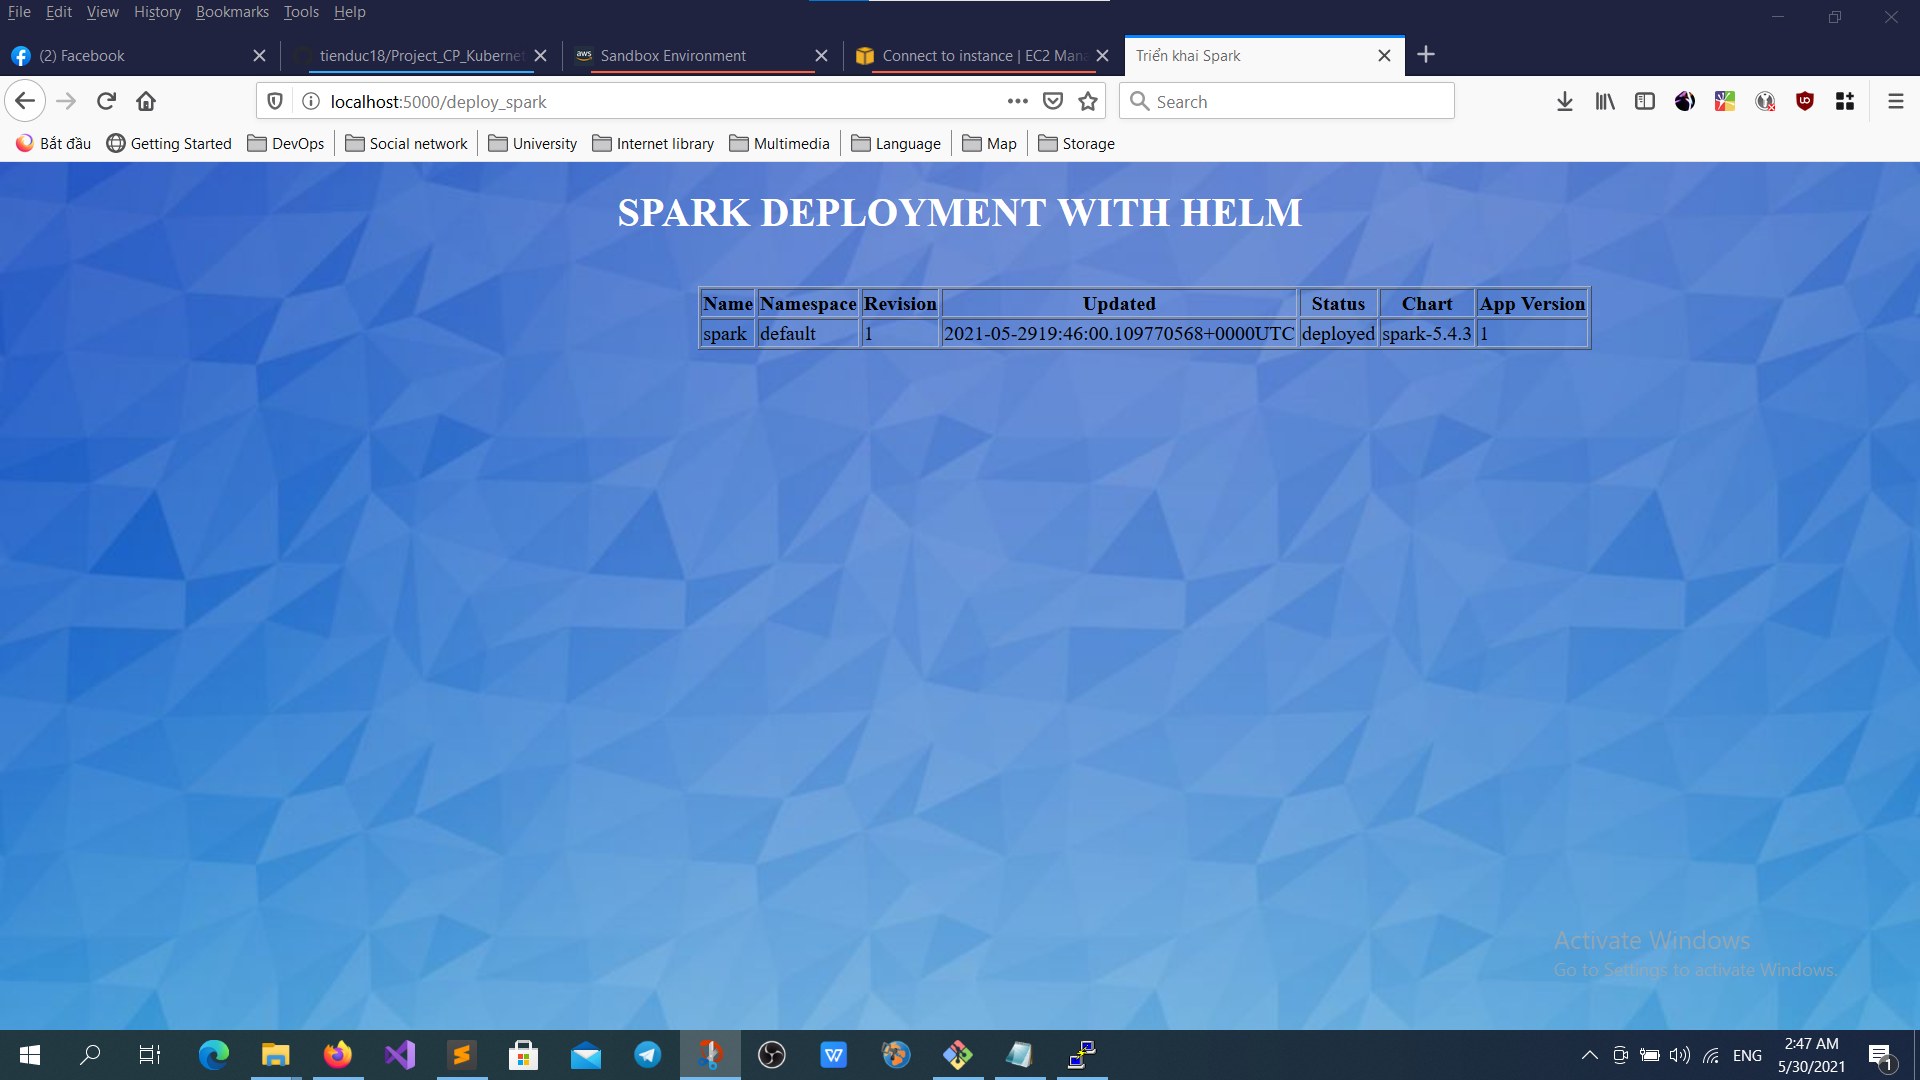 File Edit View History Bookmarks Tools Help
(2) Facebook tienduc18/Project_CP_Kubernet Sandbox Environment Connect to instance | EC2 Mana Triển khai Spark
localhost:5000/deploy_spark Search
Bắt đầu Getting Started DevOps Social network University Internet library Multimedia Language Map Storage
SPARK DEPLOYMENT WITH HELM
Name Namespace Revision Updated Status Chart App Version
spark default 1 2021-05-2919:46:00.109770568+0000UTC deployed spark-5.4.3 1
Activate Windows
Go to Settings to activate Windows.
ENG 2:47 AM
5/30/2021 1